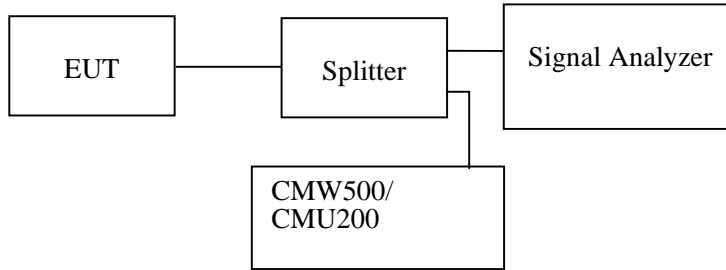 EUT
Splitter
Signal Analyzer
CMW500/
CMU200